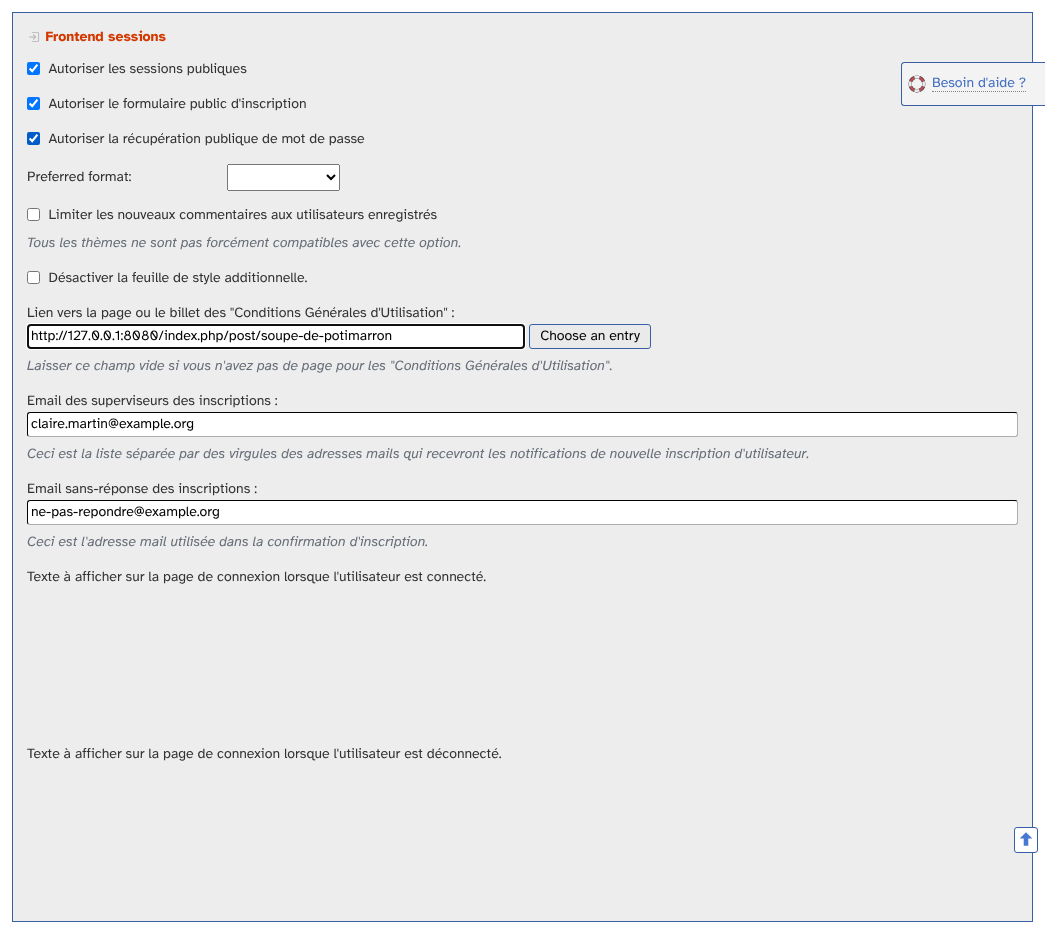 Frontend sessions
Autoriser les sessions publiques
Besoin d'aide ?
Autoriser le formulaire public d'inscription
Autoriser la récupération publique de mot de passe
Preferred format:
Limiter les nouveaux commentaires aux utilisateurs enregistrés
Tous les thèmes ne sont pas forcément compatibles avec cette option.
Désactiver la feuille de style additionnelle.
Lien vers la page ou le billet des "Conditions Générales d'Utilisation" :
http://127.0.0.1:8080/index.php/post/soupe-de-potimarron Choose an entry
Laisser ce champ vide si vous n'avez pas de page pour les "Conditions Générales d'Utilisation".
Email des superviseurs des inscriptions :
claire.martin@example.org
Ceci est la liste séparée par des virgules des adresses mails qui recevront les notifications de nouvelle inscription d'utilisateur.
Email sans-réponse des inscriptions :
ne-pas-repondre@example.org
Ceci est l'adresse mail utilisée dans la confirmation d'inscription.
Texte à afficher sur la page de connexion lorsque l'utilisateur est connecté.
Texte à afficher sur la page de connexion lorsque l'utilisateur est déconnecté.